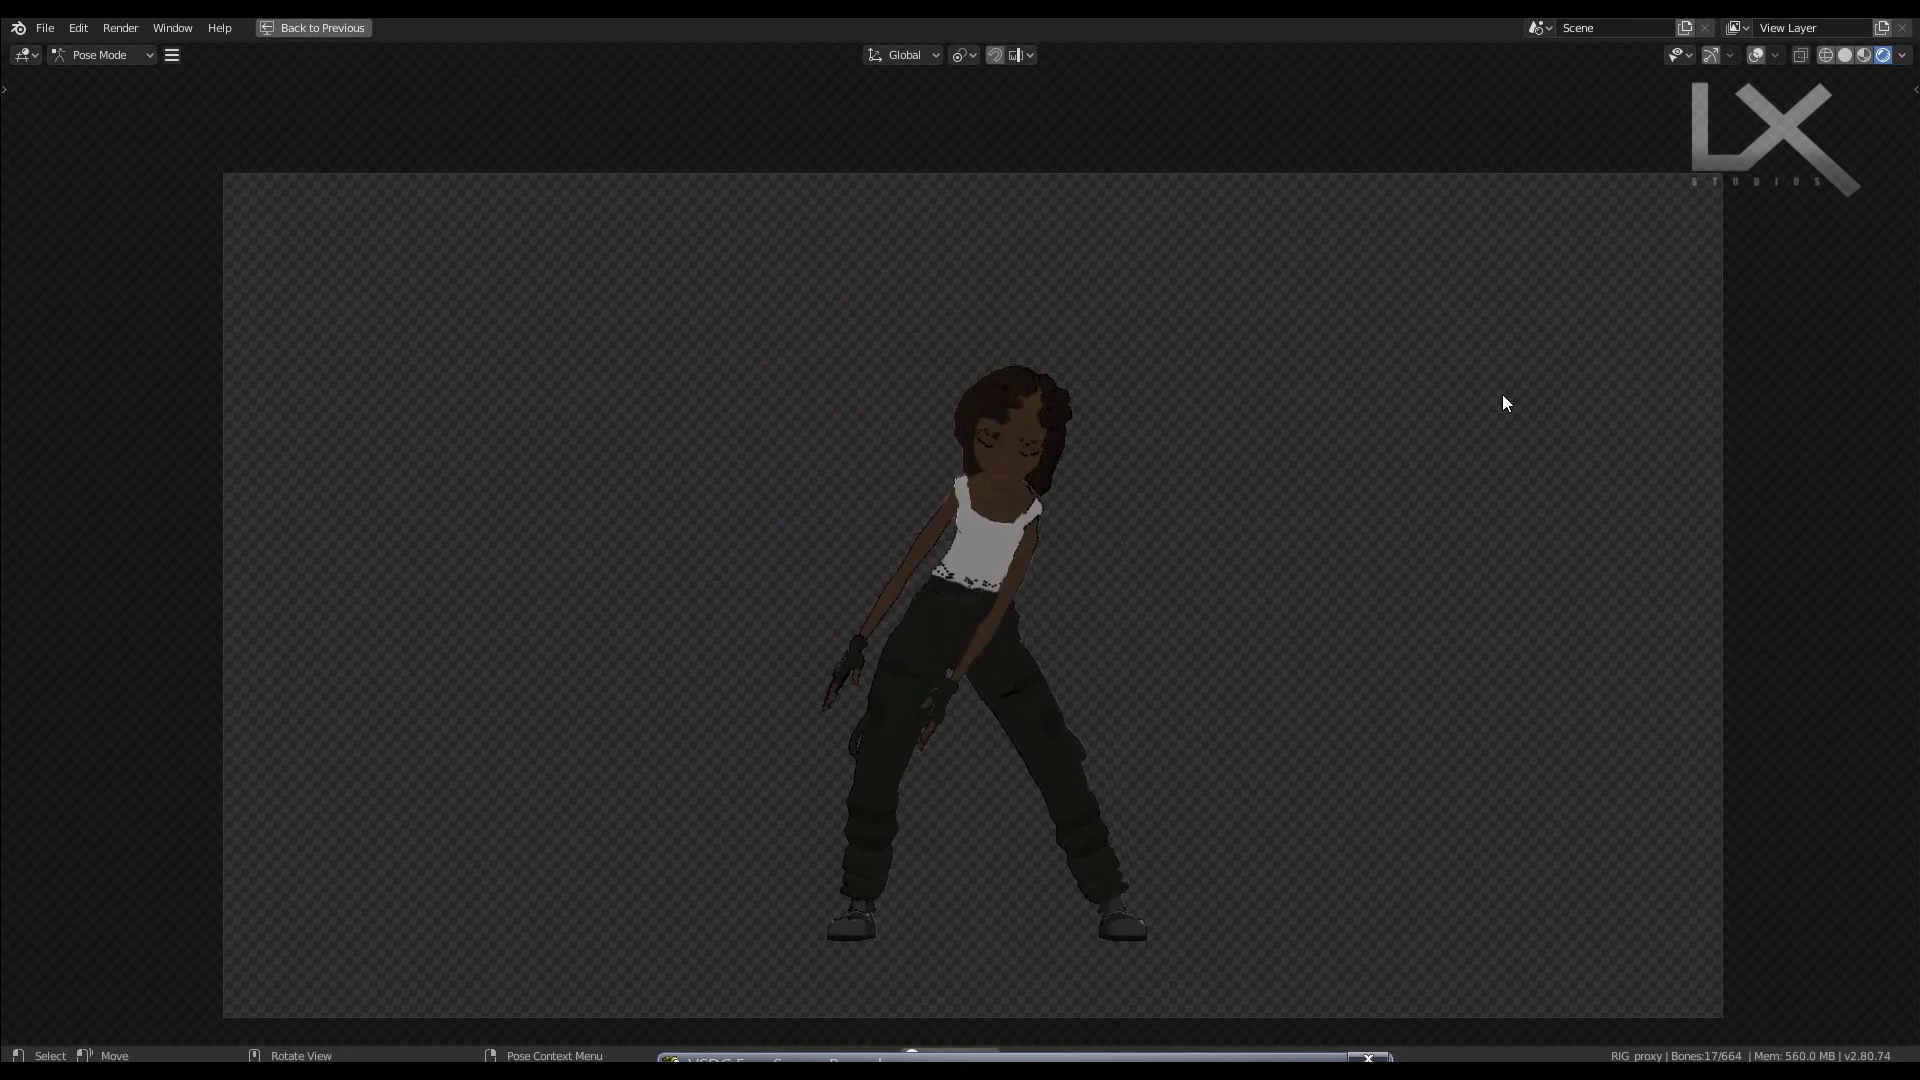 File Edit Render Window Help Back to Previous Scene View Layer
Pose Mode Global
LX
STUDIOS
Select Move Rotate View Pose Context Menu RIG_proxy | Bones:17/664 | Mem: 560.0 MB | v2.80.74